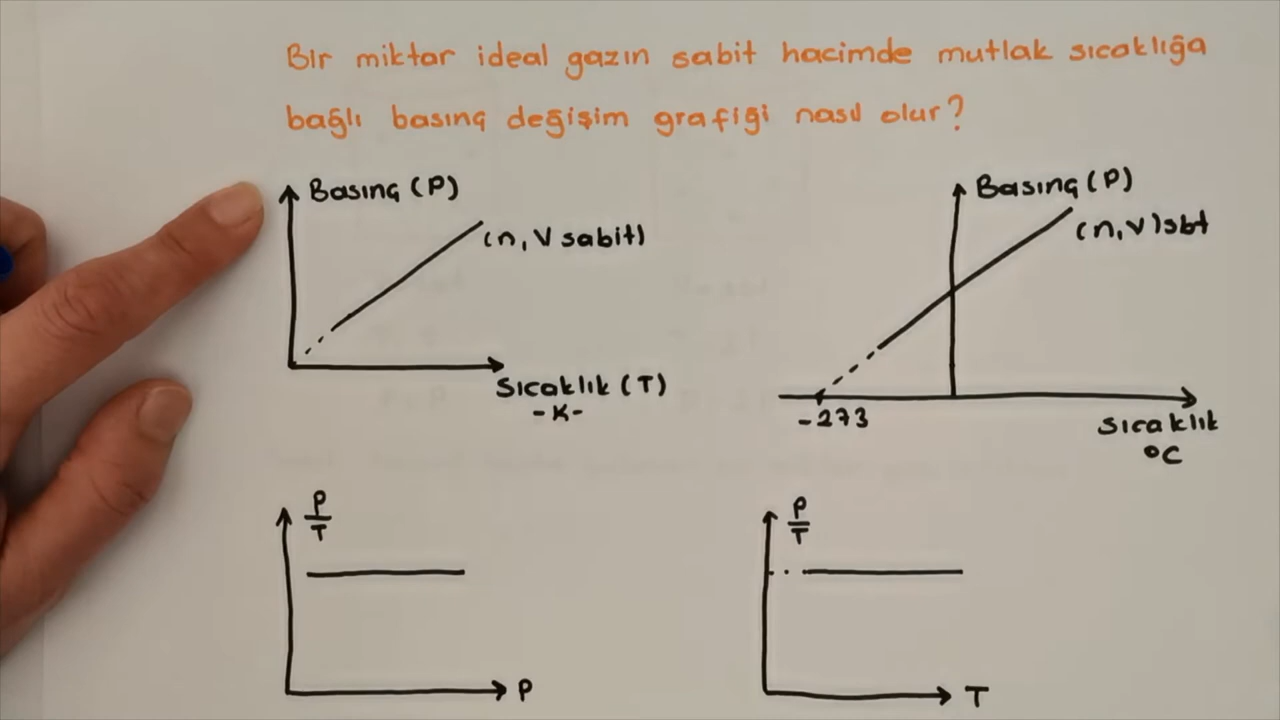 Bir miktar ideal gazın sabit hacimde mutlak sıcaklığa
bağlı basınç değişim grafiği nasıl olur?
Basınç (P)
(n, V sabit)
Sıcaklık (T)
-K-
Basınç (P)
(n, V) sbt
-273
Sıcaklık
°C
P
T
P
P
T
T